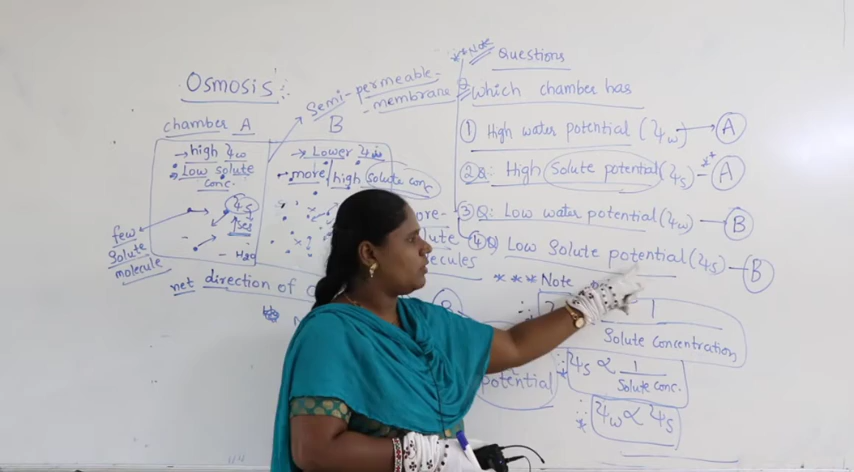 Osmosis
Semi-permeable-
-membrane
chamber A
B
→ high Ψw
Low solute
conc.
Ψs
few
Solute
molecule
- H2O
→ Lower Ψw
more
high solute conc
net direction of
** Note
Questions
Q: which chamber has
① High water potential (Ψw) → A
②Q: High Solute potential (Ψs) - A **
③Q: Low water potential (Ψw) — B
④Q: Low Solute potential (Ψs) — B
*** Note
1
Solute Concentration
potential
Ψs ∝ 1
Solute conc.
Ψw ∝ Ψs